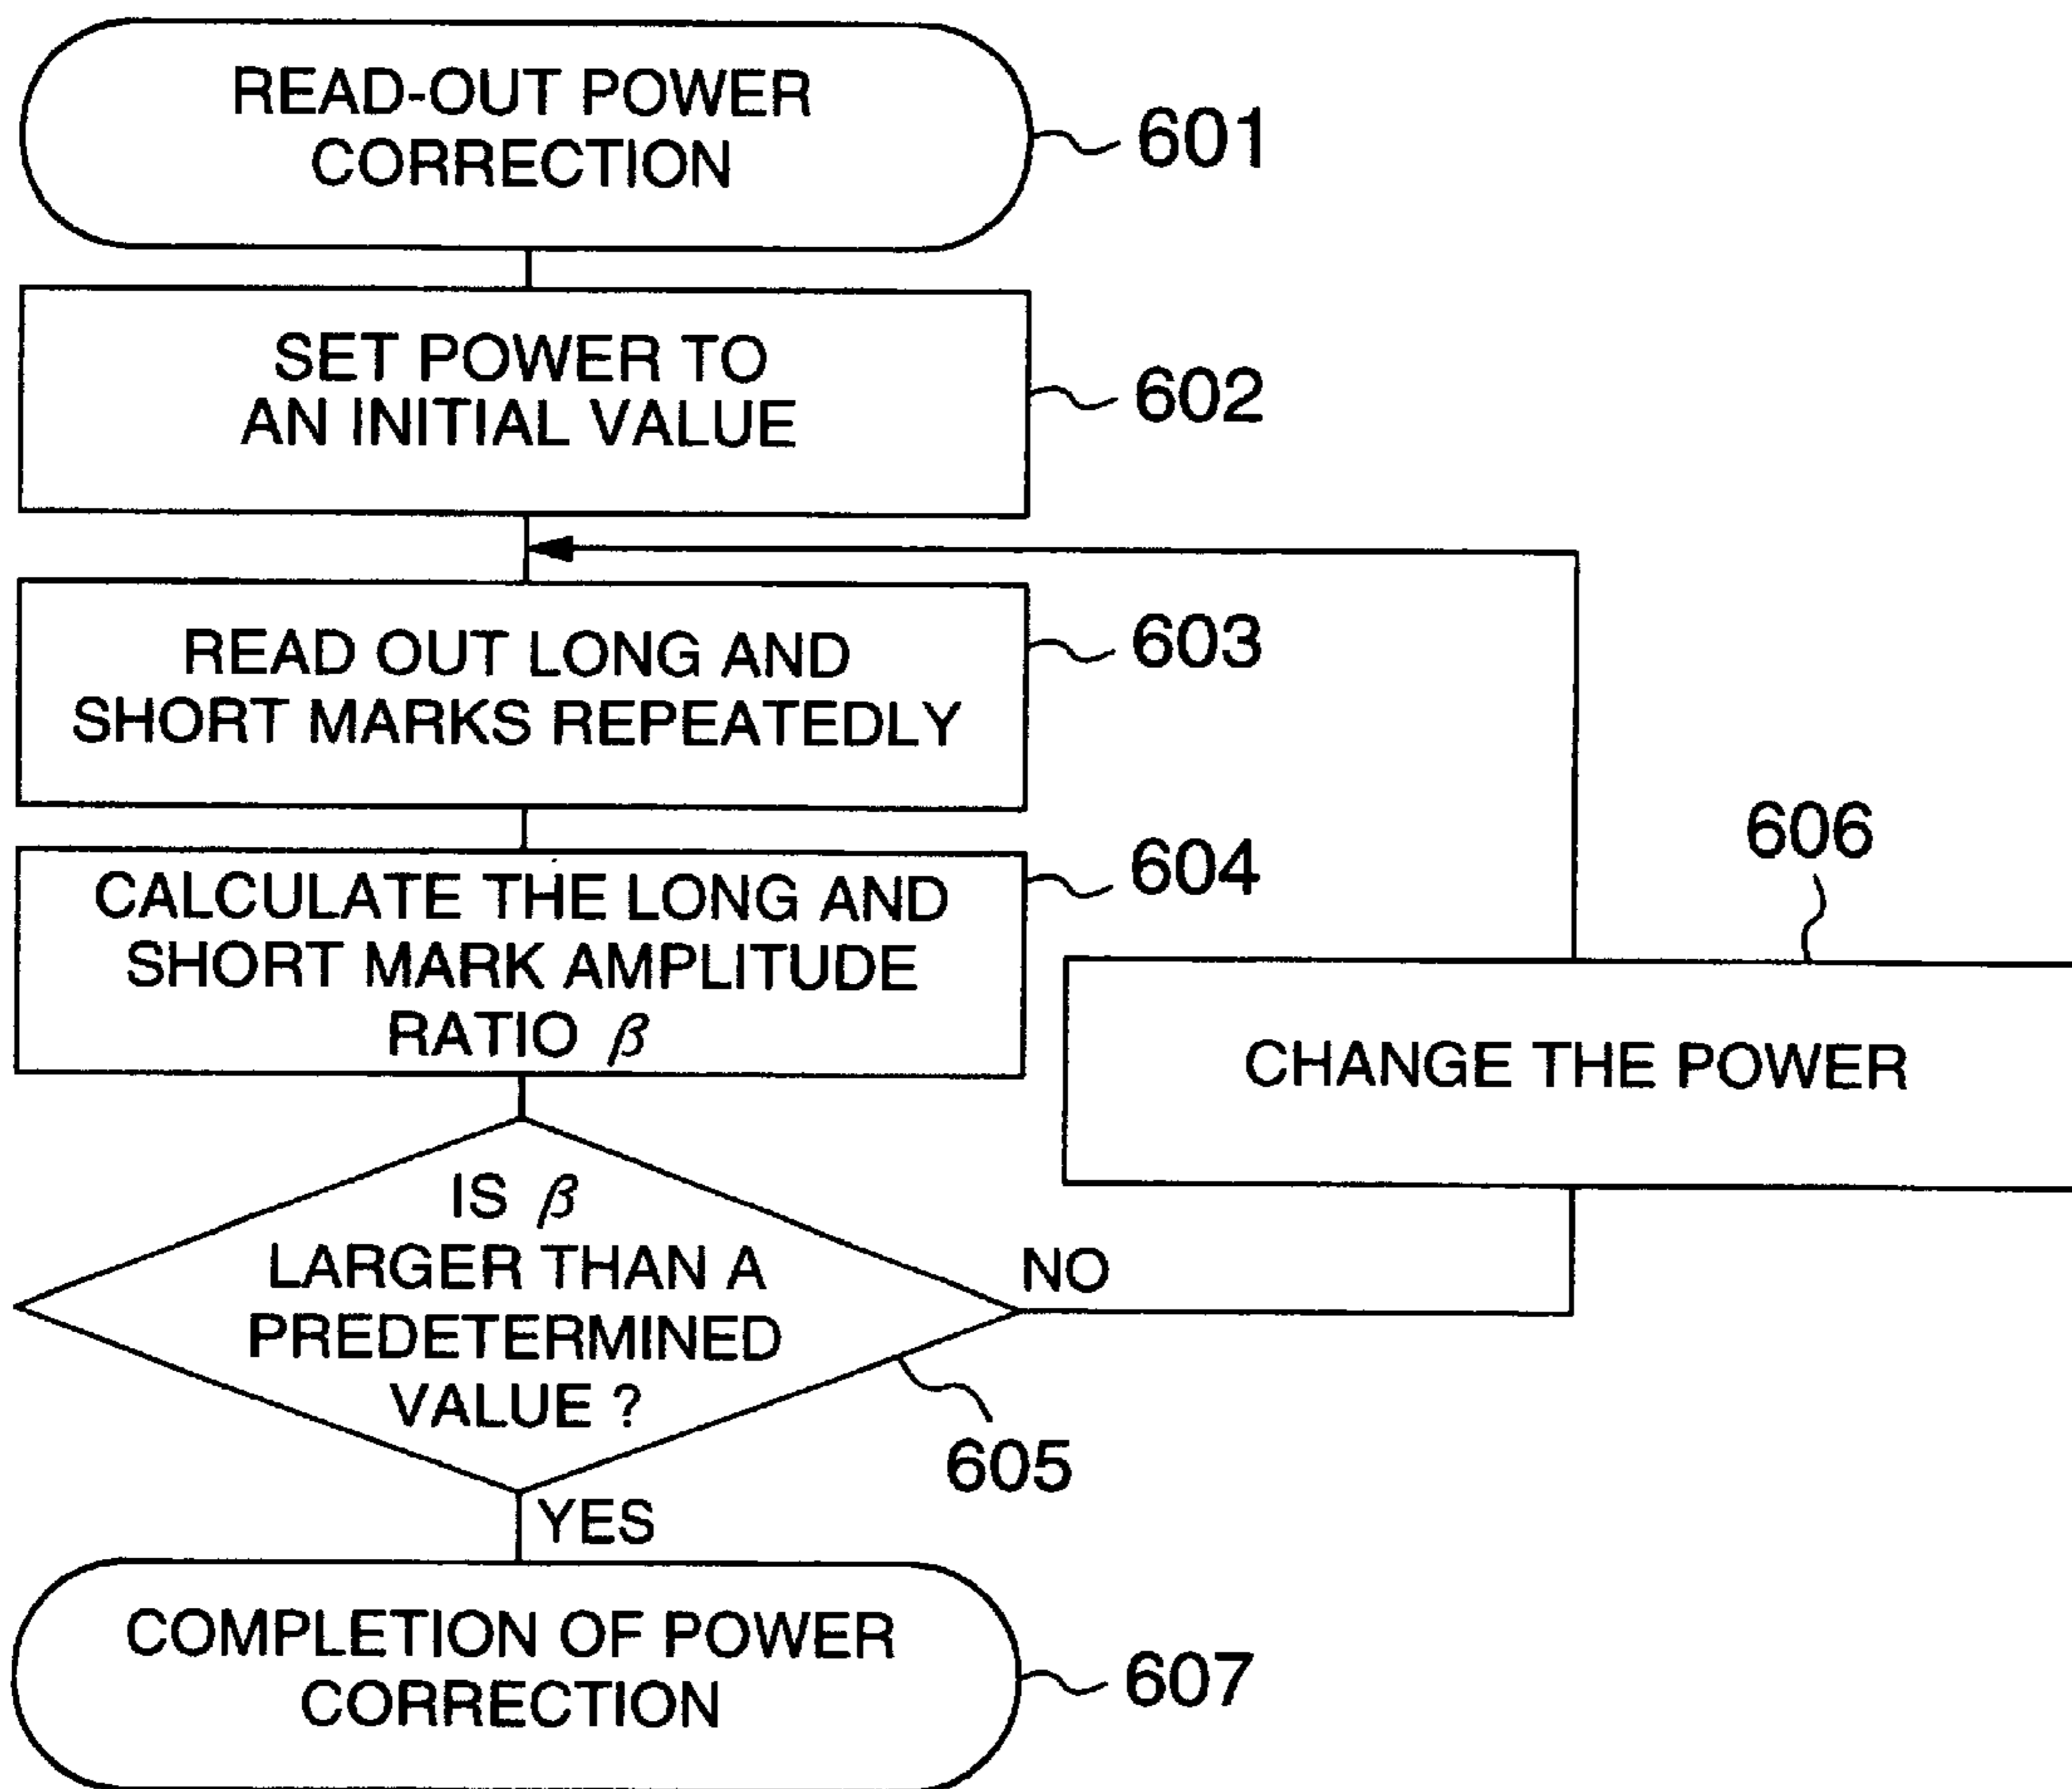 READ-OUT POWER
CORRECTION
601
SET POWER TO
AN INITIAL VALUE
602
READ OUT LONG AND
SHORT MARKS REPEATEDLY
603
CALCULATE THE LONG AND
SHORT MARK AMPLITUDE
RATIO β
604
606
CHANGE THE POWER
IS β
LARGER THAN A
PREDETERMINED
VALUE ?
NO
605
YES
COMPLETION OF POWER
CORRECTION
607